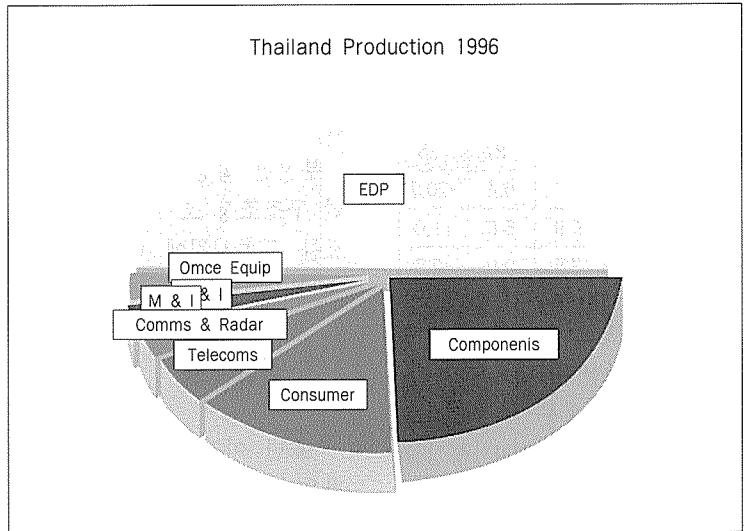 Thailand Production 1996
EDP
Omce Equip
& I
M & I
Comms & Radar
Telecoms
Consumer
Componenis